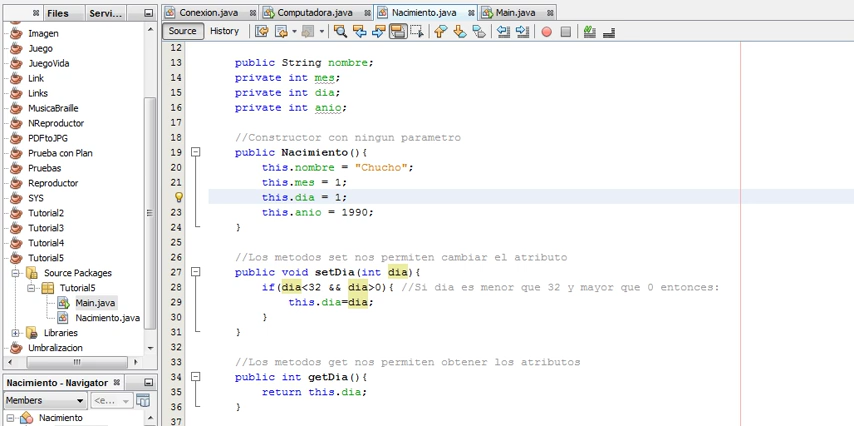 Files
Servi...
Conexion.java
Computadora.java
Nacimiento.java
Main.java
Source
History
Imagen
Juego
JuegoVida
Link
Links
MusicaBraille
NReproductor
PDFtoJPG
Prueba con Plan
Pruebas
Reproductor
SYS
Tutorial2
Tutorial3
Tutorial4
Tutorial5
Source Packages
Tutorial5
Main.java
Nacimiento.java
Libraries
Umbralizacion
Nacimiento - Navigator
Members
<e...
Nacimiento
12
13 public String nombre;
14 private int mes;
15 private int dia;
16 private int anio;
17
18 //Constructor con ningun parametro
19 public Nacimiento(){
20 this.nombre = "Chucho";
21 this.mes = 1;
this.dia = 1;
23 this.anio = 1990;
24 }
25
26 //Los metodos set nos permiten cambiar el atributo
27 public void setDia(int dia){
28 if(dia<32 && dia>0){ //Si dia es menor que 32 y mayor que 0 entonces:
29 this.dia=dia;
30 }
31 }
32
33 //Los metodos get nos permiten obtener los atributos
34 public int getDia(){
35 return this.dia;
36 }
37